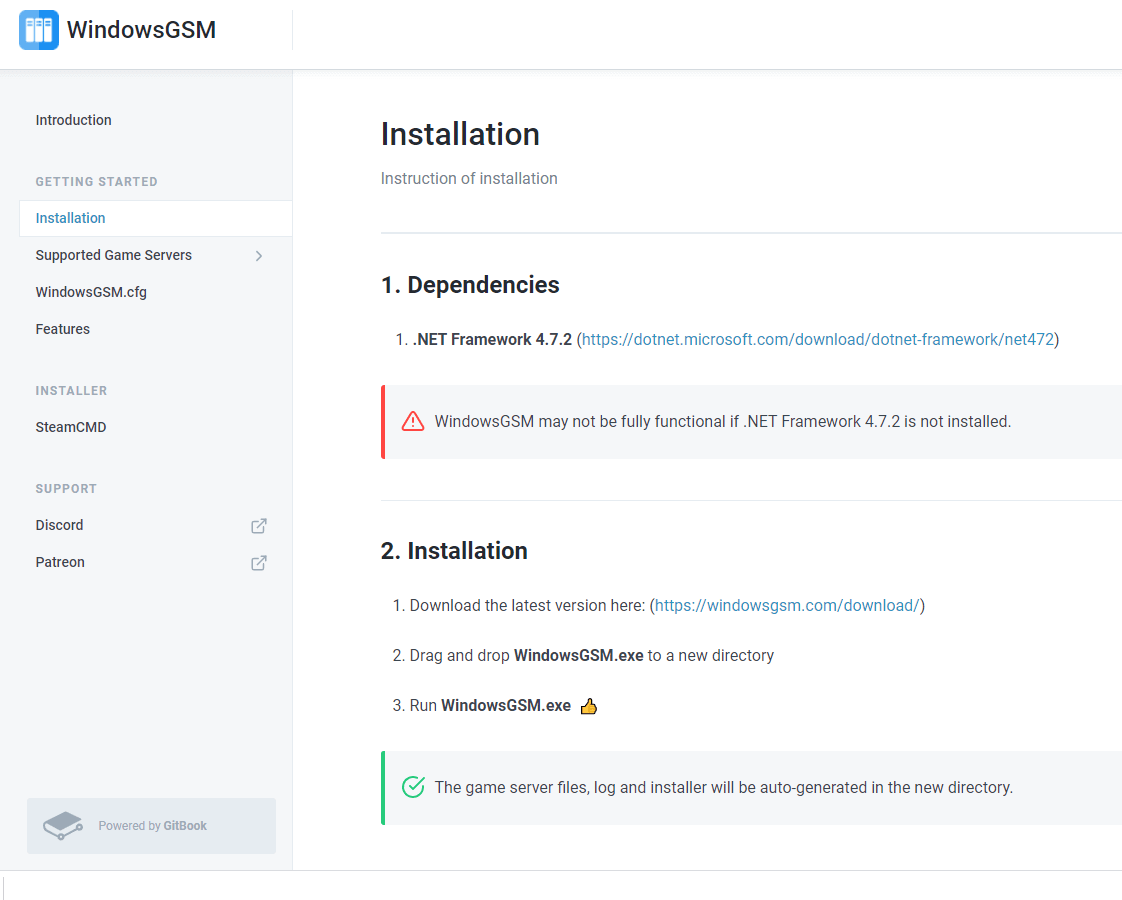 WindowsGSM
Introduction
GETTING STARTED
Installation
Supported Game Servers
WindowsGSM.cfg
Features
INSTALLER
SteamCMD
SUPPORT
Discord
Patreon
Powered by GitBook
Installation
Instruction of installation
1. Dependencies
1. .NET Framework 4.7.2 (https://dotnet.microsoft.com/download/dotnet-framework/net472)
WindowsGSM may not be fully functional if .NET Framework 4.7.2 is not installed.
2. Installation
1. Download the latest version here: (https://windowsgsm.com/download/)
2. Drag and drop WindowsGSM.exe to a new directory
3. Run WindowsGSM.exe 👍
The game server files, log and installer will be auto-generated in the new directory.